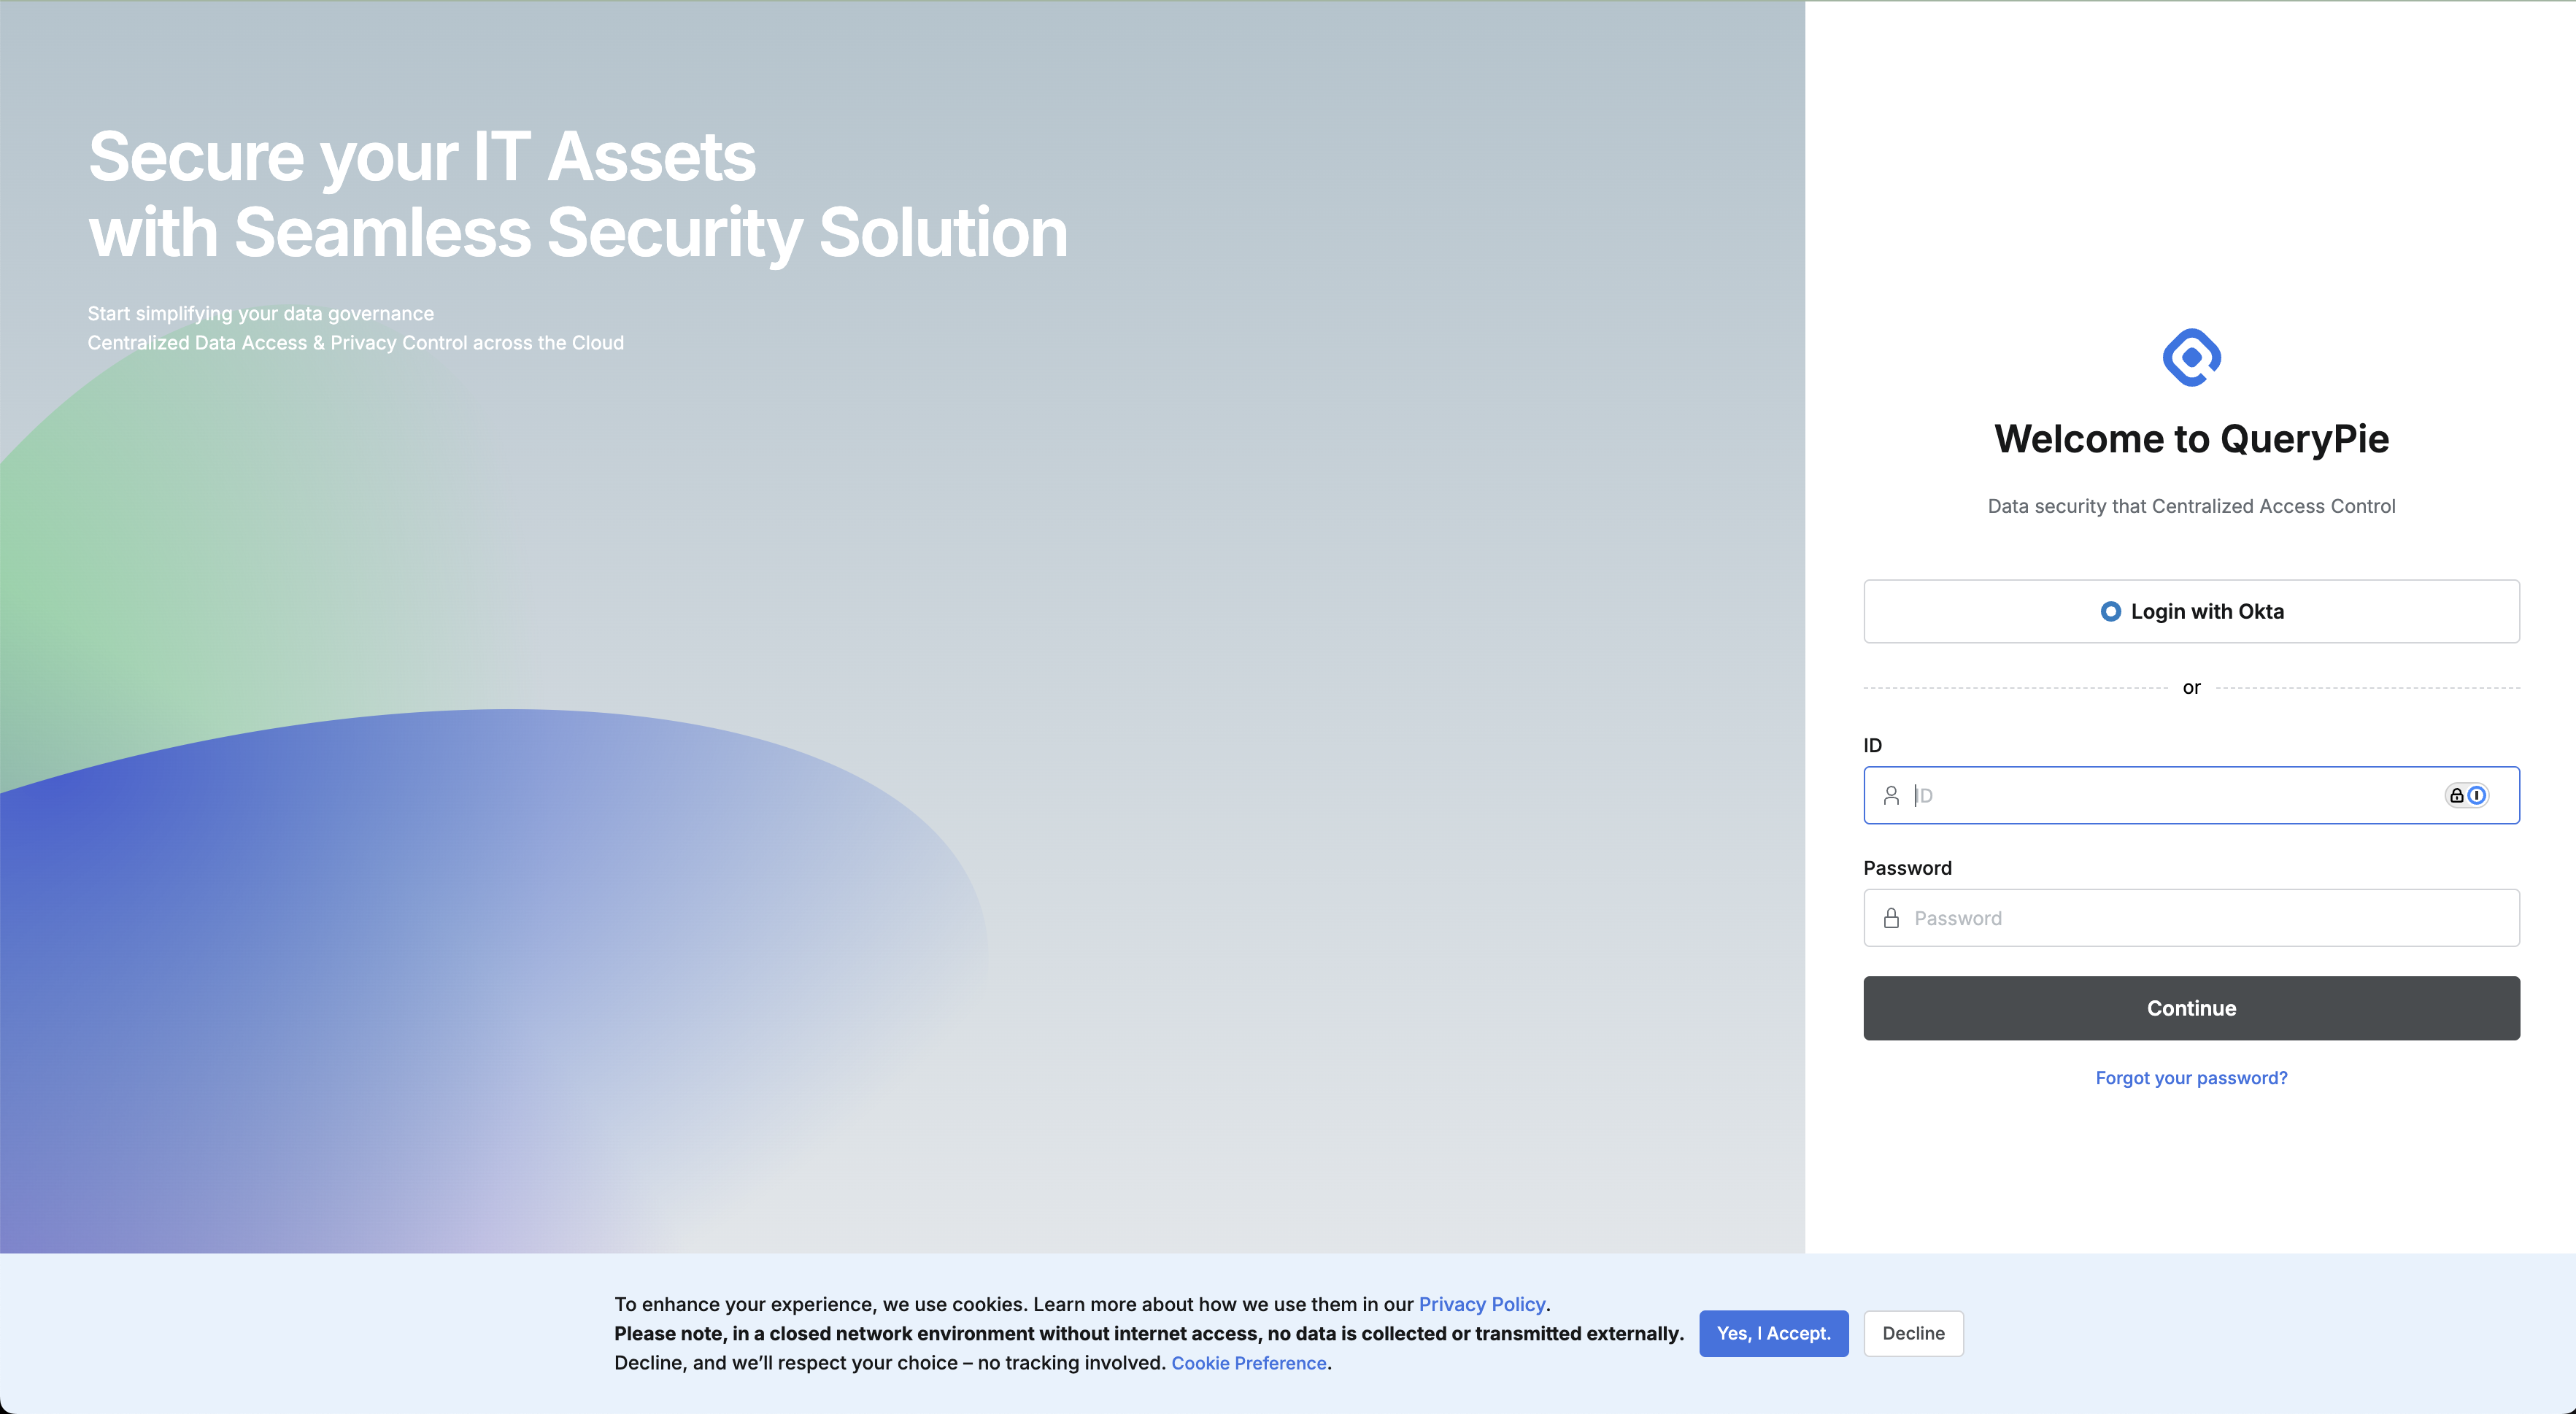 Secure your IT Assets
with Seamless Security Solution
Start simplifying your data governance
Centralized Data Access & Privacy Control across the Cloud
Welcome to QueryPie
Data security that Centralized Access Control
Login with Okta
or
ID
ID
Password
Password
Continue
Forgot your password?
To enhance your experience, we use cookies. Learn more about how we use them in our Privacy Policy.
Please note, in a closed network environment without internet access, no data is collected or transmitted externally.
Decline, and we’ll respect your choice – no tracking involved. Cookie Preference.
Yes, I Accept.
Decline